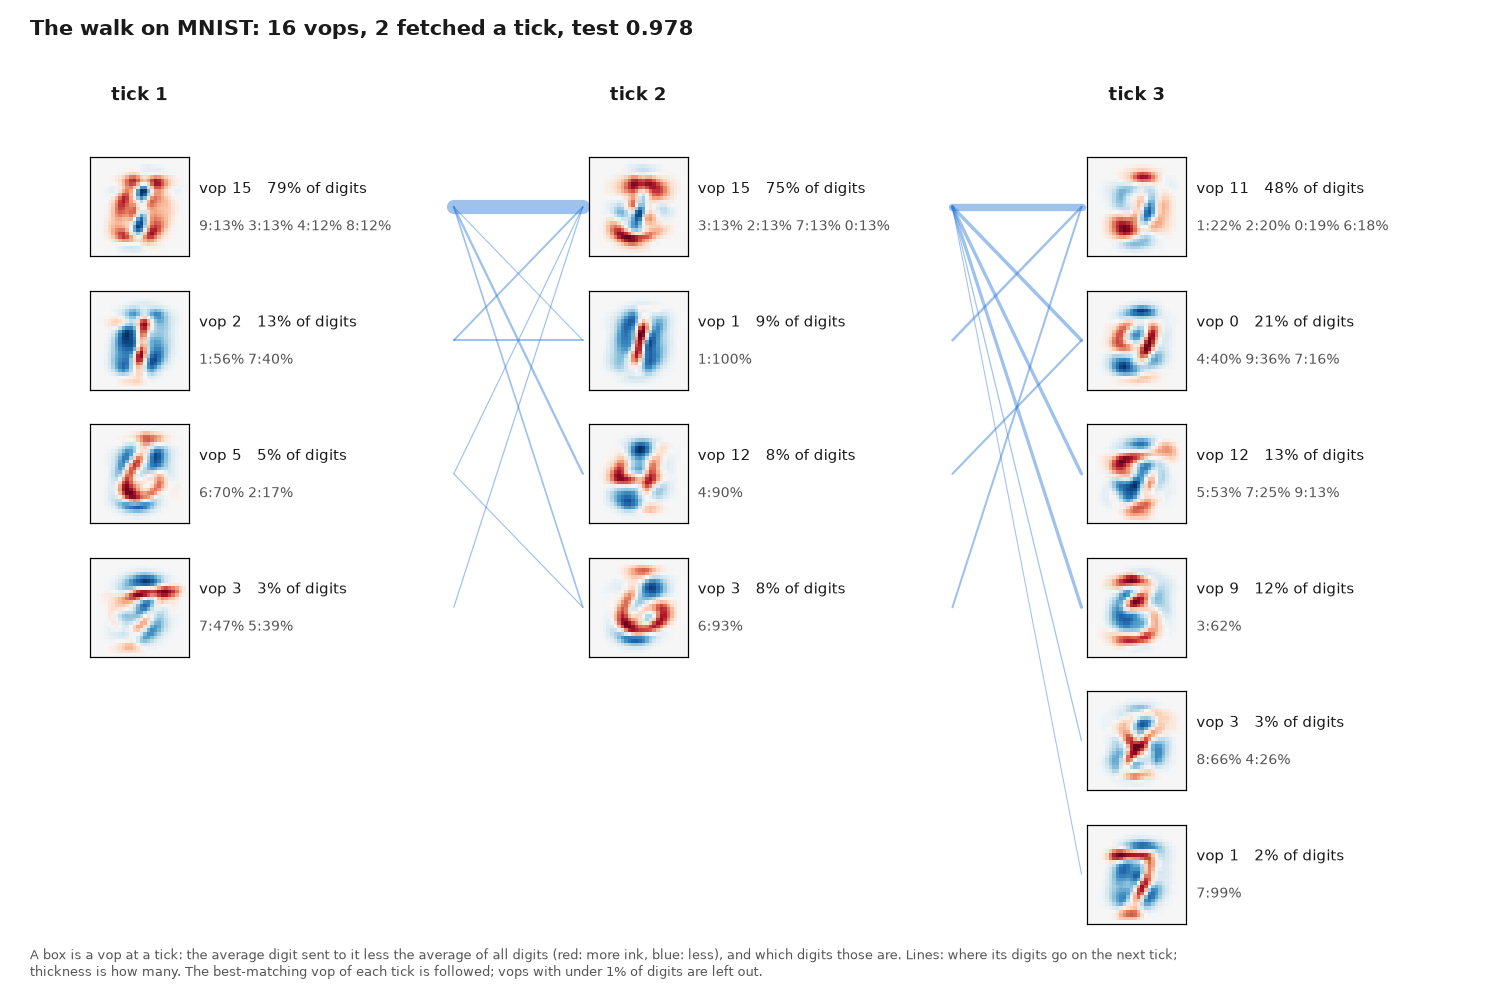 The walk on MNIST: 16 vops, 2 fetched a tick, test 0.978
tick 1
tick 2
tick 3
vop 15 79% of digits
9:13% 3:13% 4:12% 8:12%
vop 2 13% of digits
1:56% 7:40%
vop 5 5% of digits
6:70% 2:17%
vop 3 3% of digits
7:47% 5:39%
vop 15 75% of digits
3:13% 2:13% 7:13% 0:13%
vop 1 9% of digits
1:100%
vop 12 8% of digits
4:90%
vop 3 8% of digits
6:93%
vop 11 48% of digits
1:22% 2:20% 0:19% 6:18%
vop 0 21% of digits
4:40% 9:36% 7:16%
vop 12 13% of digits
5:53% 7:25% 9:13%
vop 9 12% of digits
3:62%
vop 3 3% of digits
8:66% 4:26%
vop 1 2% of digits
7:99%
A box is a vop at a tick: the average digit sent to it less the average of all digits (red: more ink, blue: less), and which digits those are. Lines: where its digits go on the next tick;
thickness is how many. The best-matching vop of each tick is followed; vops with under 1% of digits are left out.